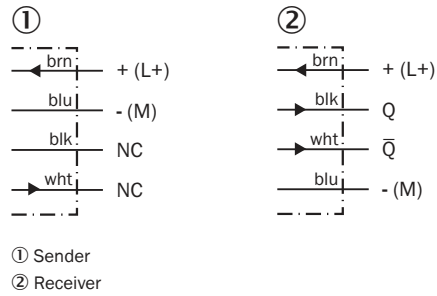 ①
brn + (L+)
blu - (M)
blk NC
wht NC
②
brn + (L+)
blk Q
wht Q̅
blu - (M)
① Sender
② Receiver